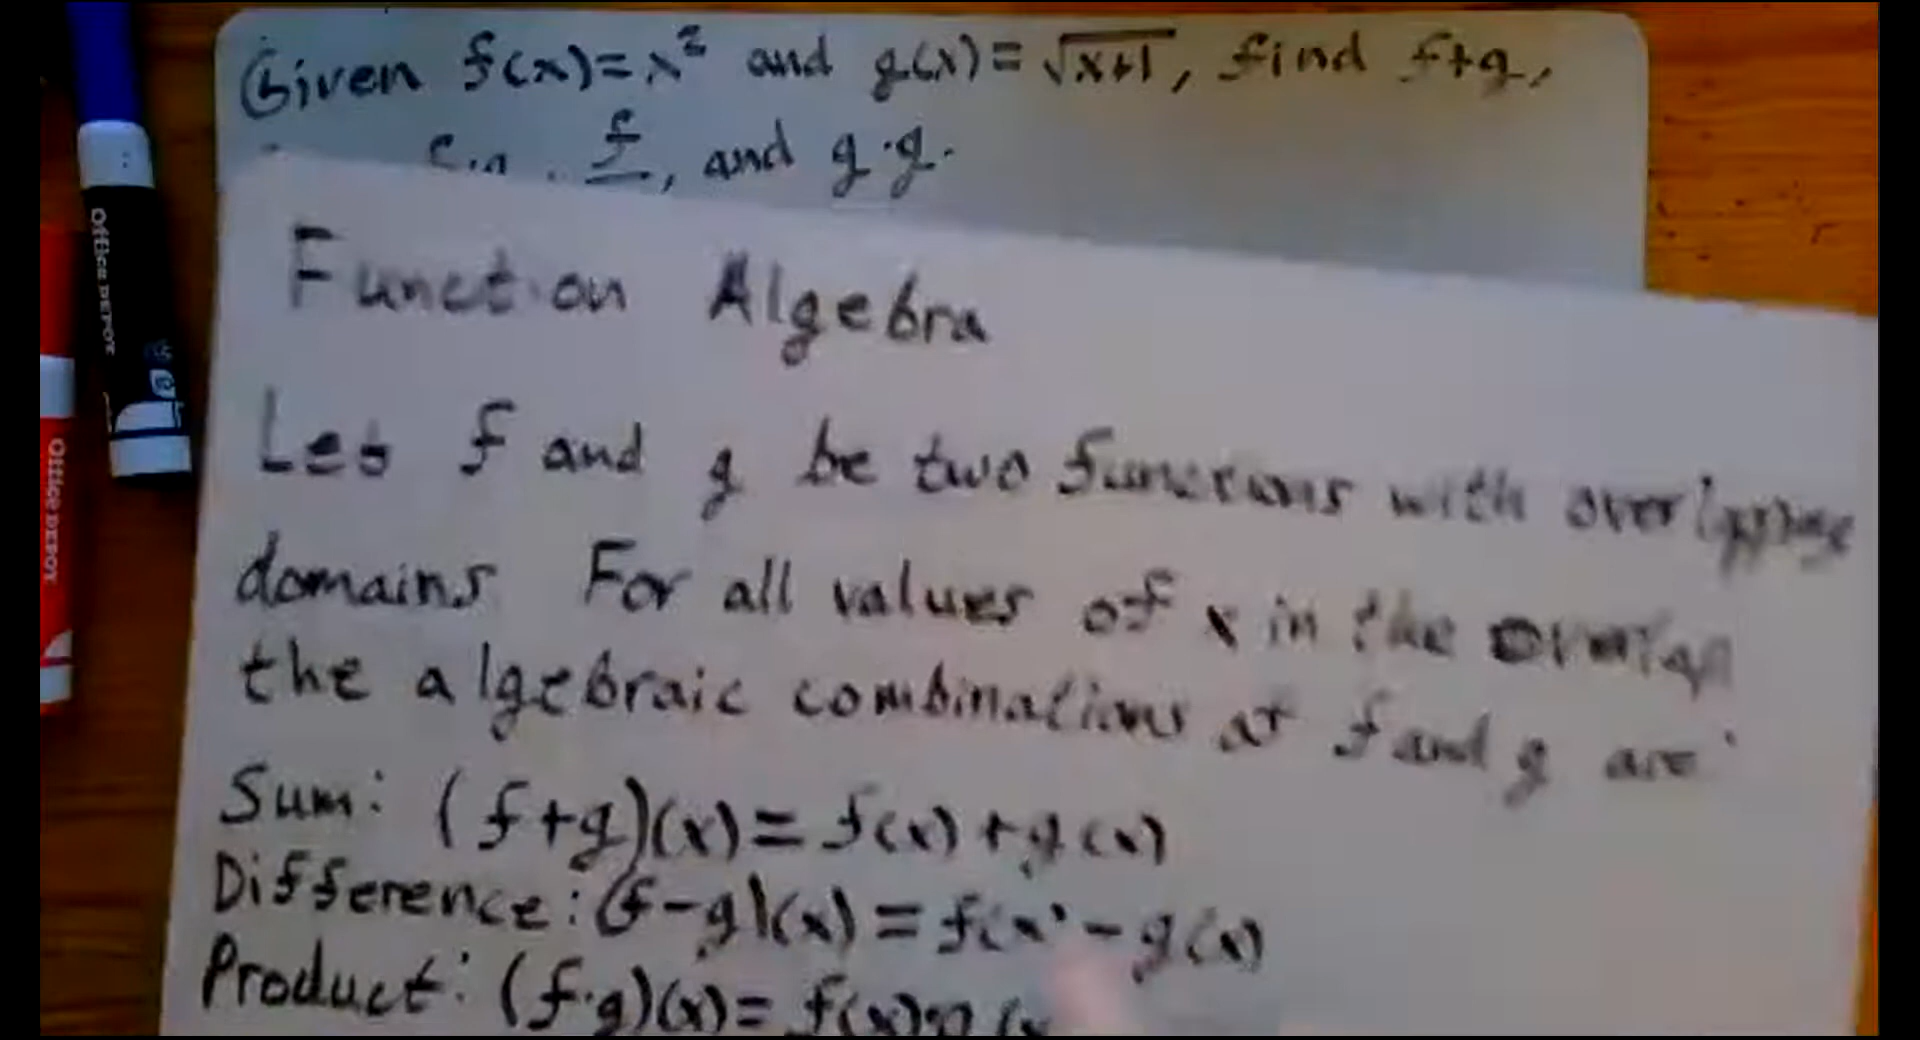 Given f(x)=x² and g(x)=√x+1, find f+g,
f·g, f, and g·g.
Function Algebra
Let f and g be two functions with overlapping
domains For all values of x in the overlap
the algebraic combinations of f and g are:
Sum: (f+g)(x)=f(x)+g(x)
Difference: (f-g)(x)=f(x)-g(x)
Product: (f·g)(x)=f(x)·g(x
Office DEPOT
Office DEPOT